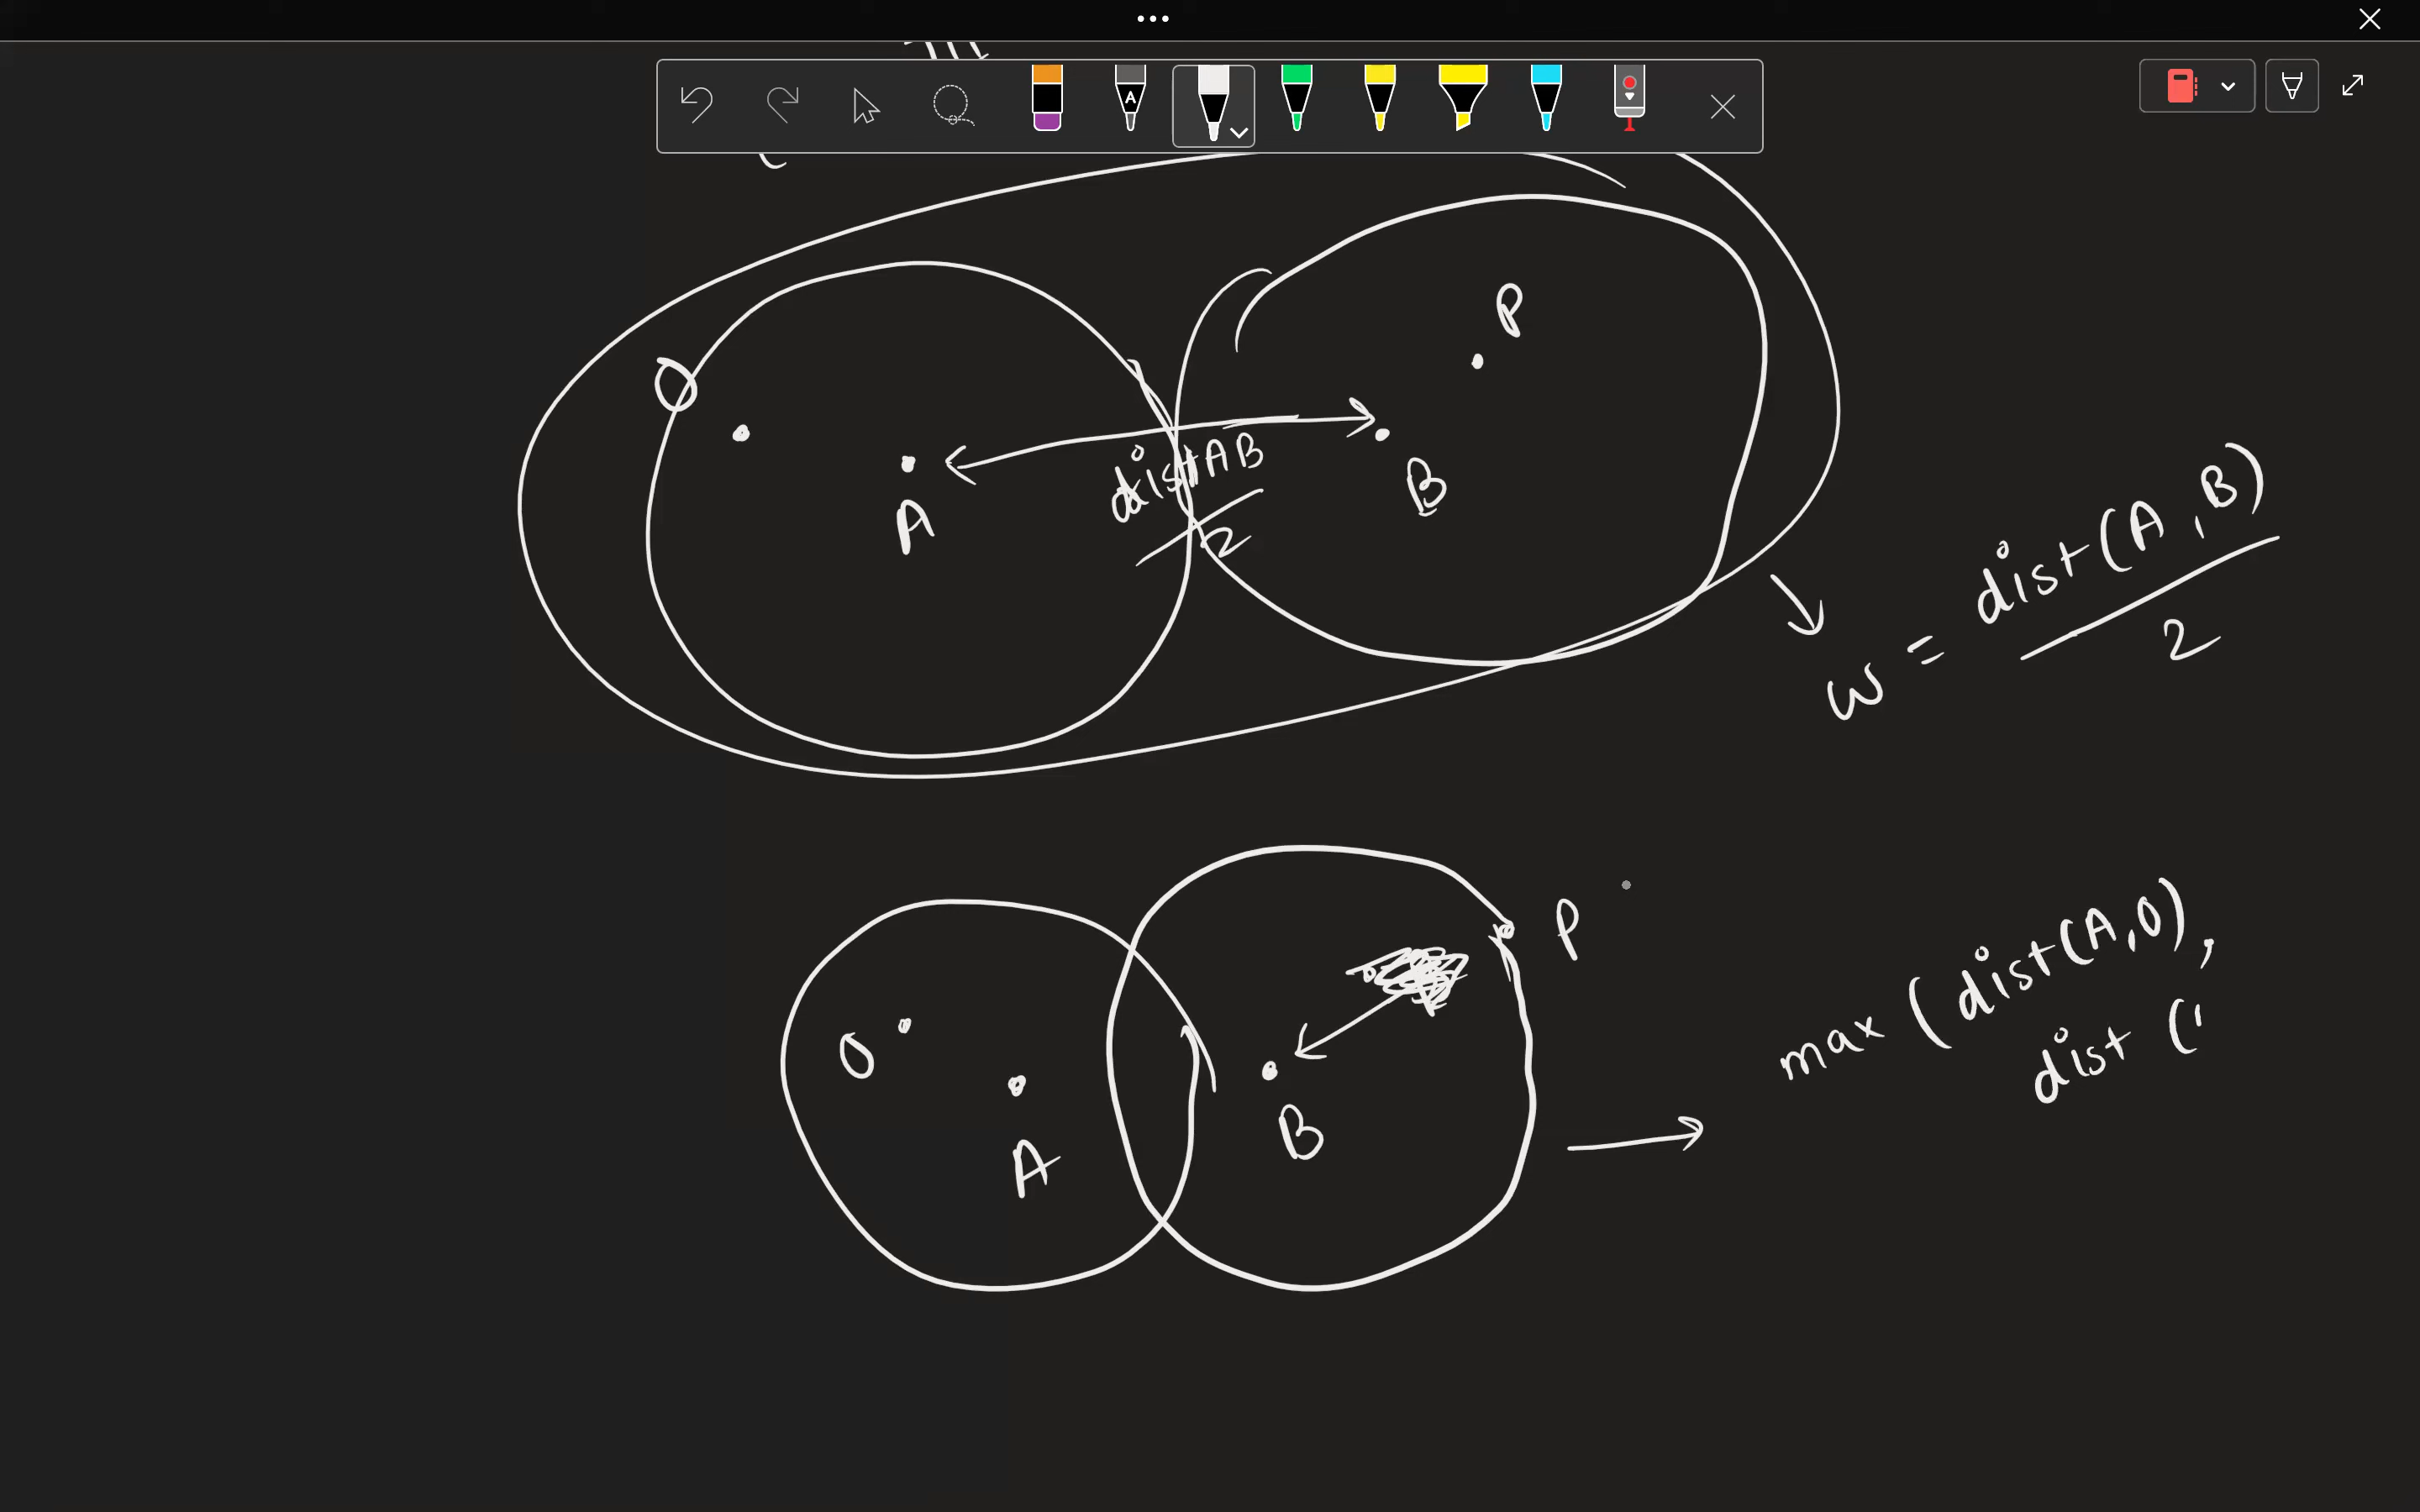 P
O
dist AB
2
A
B
w = dist(A, B)
2
P
O
A
B
max (dist(A,O),
dist (